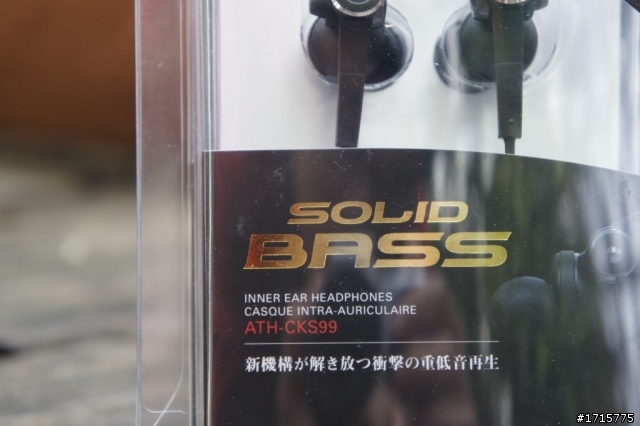 SOLID
BASS
INNER EAR HEADPHONES
CASQUE INTRA-AURICULAIRE
ATH-CKS99
新機構が解き放つ衝撃の重低音再生
#1715775